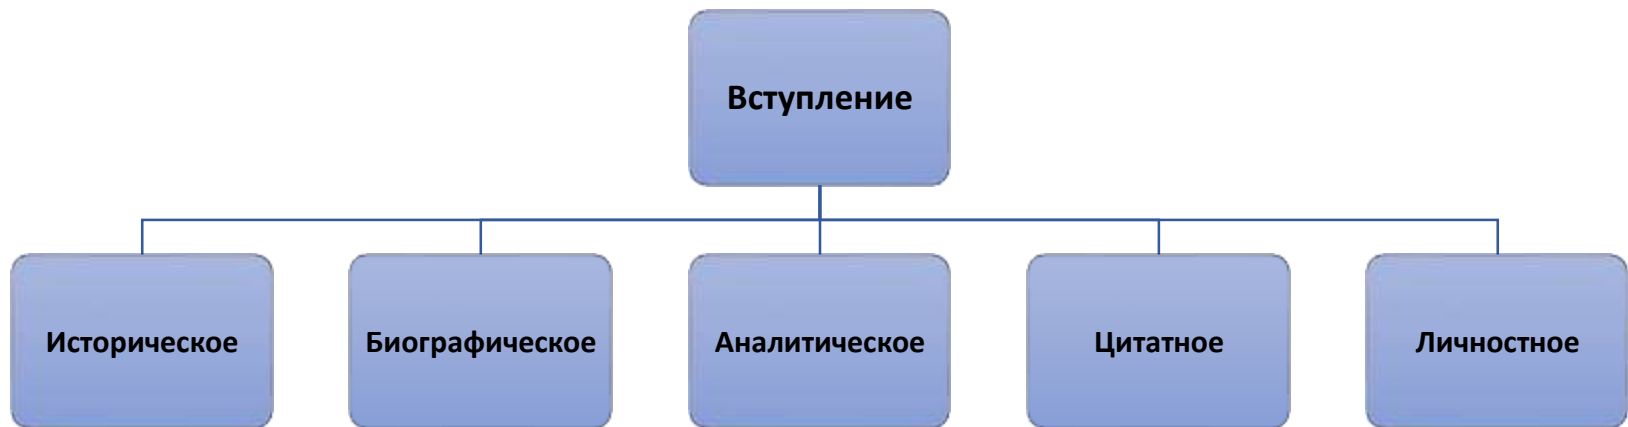 Вступление
Историческое
Биографическое
Аналитическое
Цитатное
Личностное